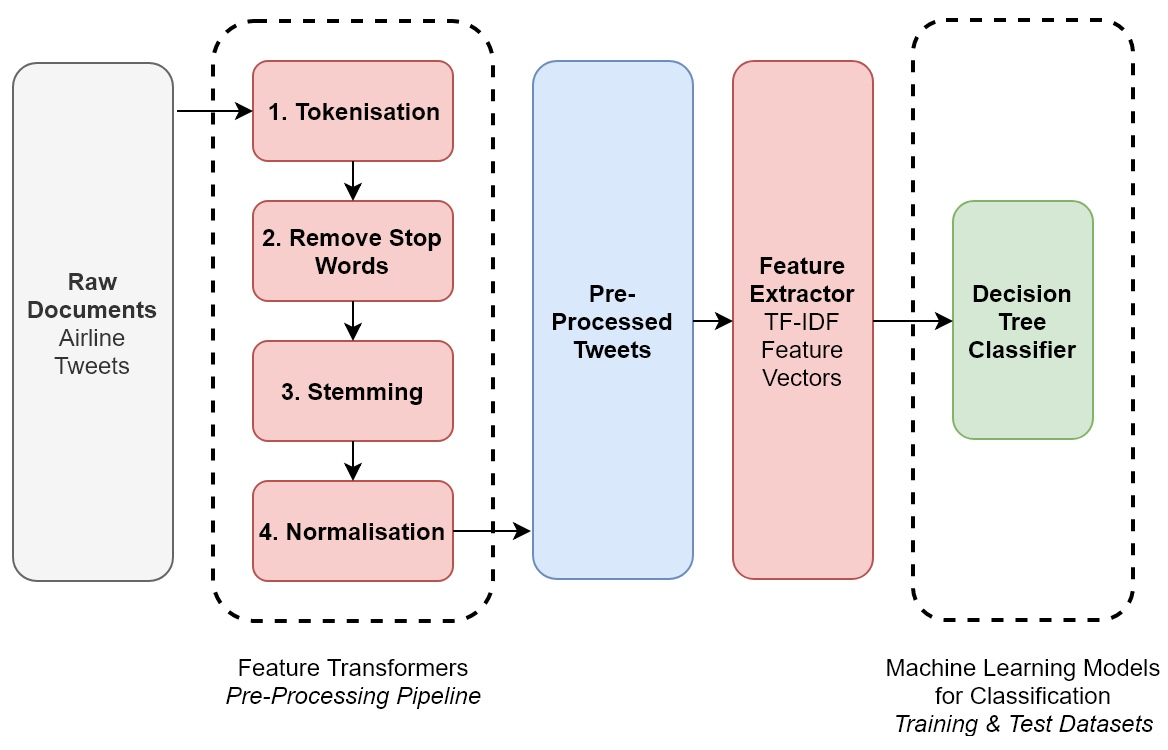 Raw
Documents
Airline
Tweets
1. Tokenisation
2. Remove Stop
Words
3. Stemming
4. Normalisation
Feature Transformers
Pre-Processing Pipeline
Pre-
Processed
Tweets
Feature
Extractor
TF-IDF
Feature
Vectors
Decision
Tree
Classifier
Machine Learning Models
for Classification
Training & Test Datasets